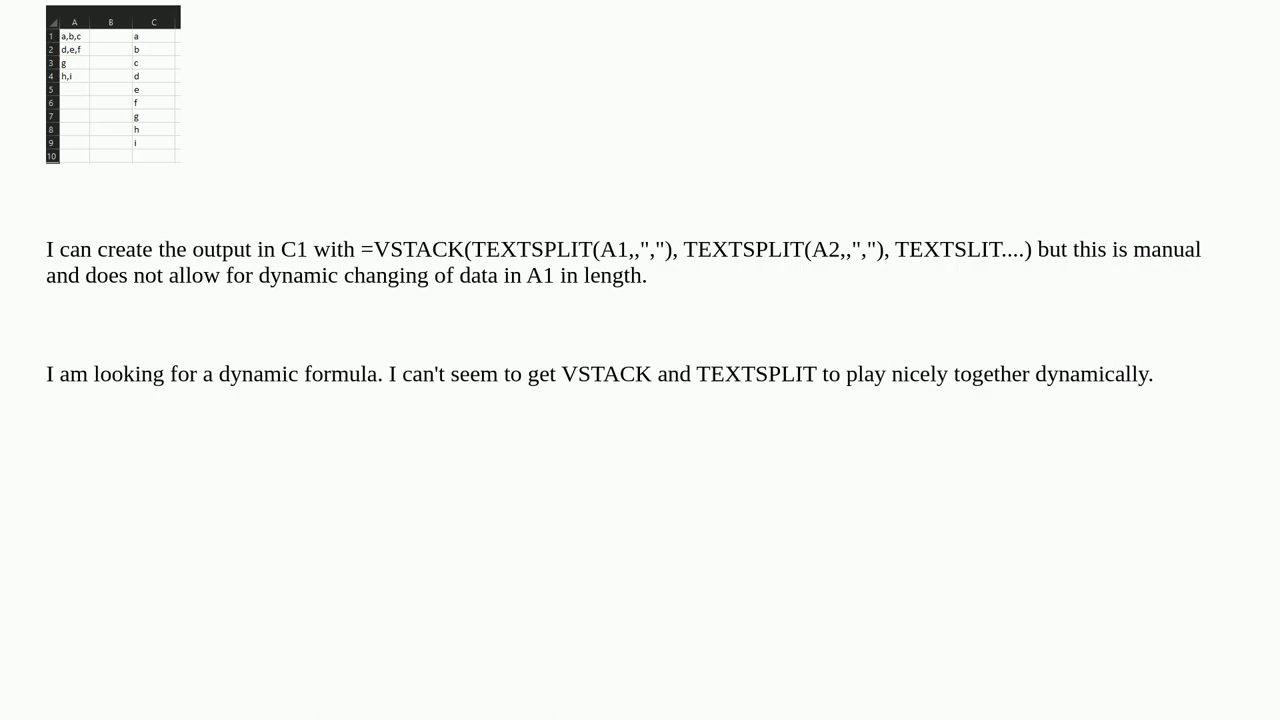 A B C
1 a,b,c a
2 d,e,f b
3 g c
4 h,i d
5 e
6 f
7 g
8 h
9 i
10
I can create the output in C1 with =VSTACK(TEXTSPLIT(A1,,","), TEXTSPLIT(A2,,","), TEXTSLIT....) but this is manual
and does not allow for dynamic changing of data in A1 in length.
I am looking for a dynamic formula. I can't seem to get VSTACK and TEXTSPLIT to play nicely together dynamically.